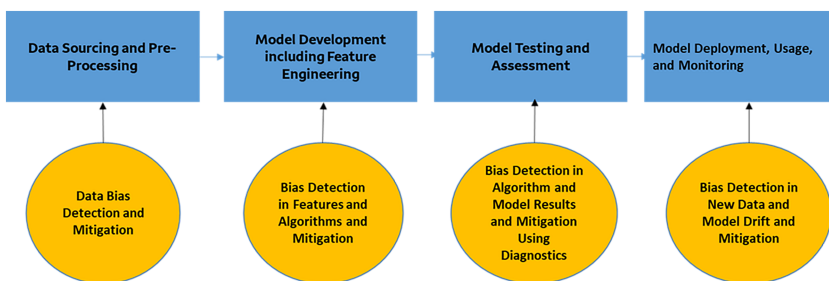 Data Sourcing and Pre-
Processing
Model Development
including Feature
Engineering
Model Testing and
Assessment
Model Deployment, Usage,
and Monitoring
Data Bias
Detection and
Mitigation
Bias Detection
in Features and
Algorithms and
Mitigation
Bias Detection in
Algorithm and
Model Results
and Mitigation
Using
Diagnostics
Bias Detection in
New Data and
Model Drift and
Mitigation